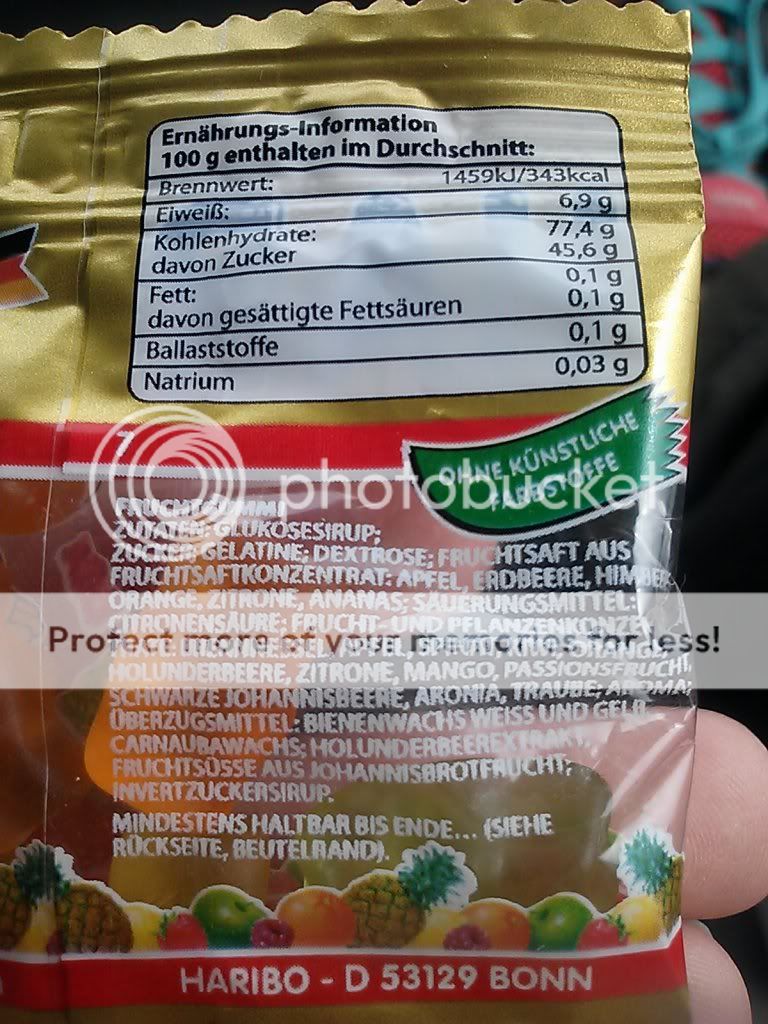 Ernährungs-Information
100 g enthalten im Durchschnitt:
Brennwert: 1459kJ/343kcal
Eiweiß: 6,9 g
Kohlenhydrate: 77,4 g
davon Zucker 45,6 g
Fett: 0,1 g
davon gesättigte Fettsäuren 0,1 g
Ballaststoffe 0,1 g
Natrium 0,03 g
OHNE KÜNSTLICHE
FARBSTOFFE
photobucket
FRUCHTGUMMI
ZUTATEN: GLUKOSESIRUP;
ZUCKER; GELATINE; DEXTROSE; FRUCHTSAFT AUS
FRUCHTSAFTKONZENTRAT: APFEL, ERDBEERE,
ORANGE, ZITRONE, ANANAS; SÄUERUNGSMITTEL:
CITRONENSÄURE; FRUCHT- UND
Protect more of your memories for less!
HOLUNDERBEERE, ZITRONE, MANGO, PASSIONSFRUCHT,
SCHWARZE JOHANNISBEERE, ARONIA, TRAUBE; AROMA;
ÜBERZUGSMITTEL: BIENENWACHS WEISS UND GELB,
CARNAUBAWACHS; HOLUNDERBEEREXTRAKT;
FRUCHTSÜSSE AUS JOHANNISBROTFRUCHT;
INVERTZUCKERSIRUP.
MINDESTENS HALTBAR BIS ENDE... (SIEHE
RÜCKSEITE, BEUTELRAND).
HARIBO - D 53129 BONN